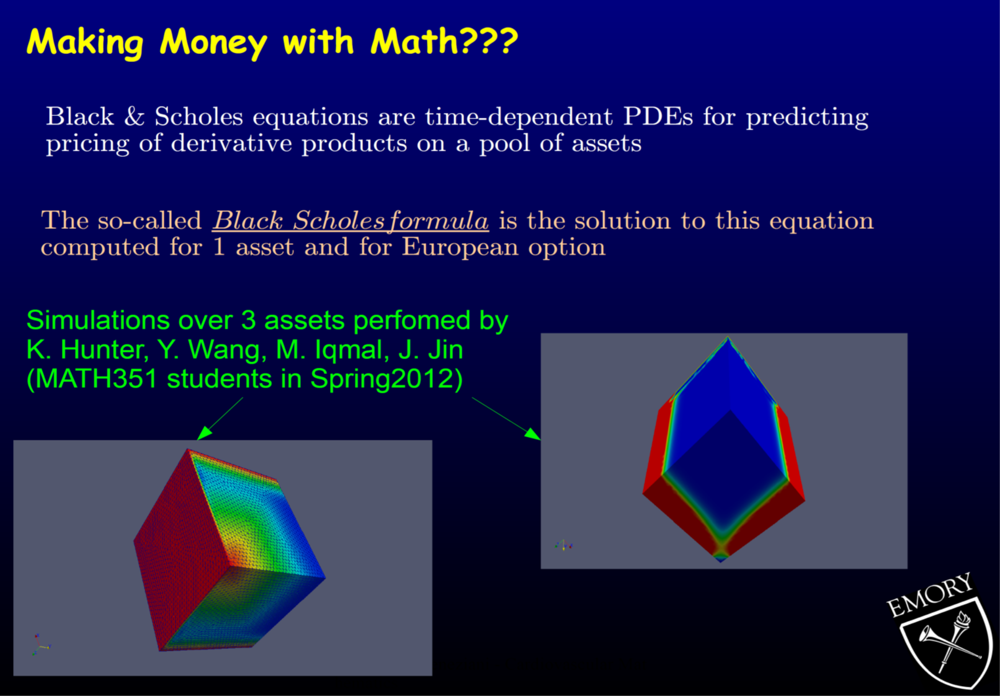 Making Money with Math???
Black & Scholes equations are time-dependent PDEs for predicting
pricing of derivative products on a pool of assets
The so-called Black Scholes formula is the solution to this equation
computed for 1 asset and for European option
Simulations over 3 assets perfomed by
K. Hunter, Y. Wang, M. Iqmal, J. Jin
(MATH351 students in Spring2012)
EMORY